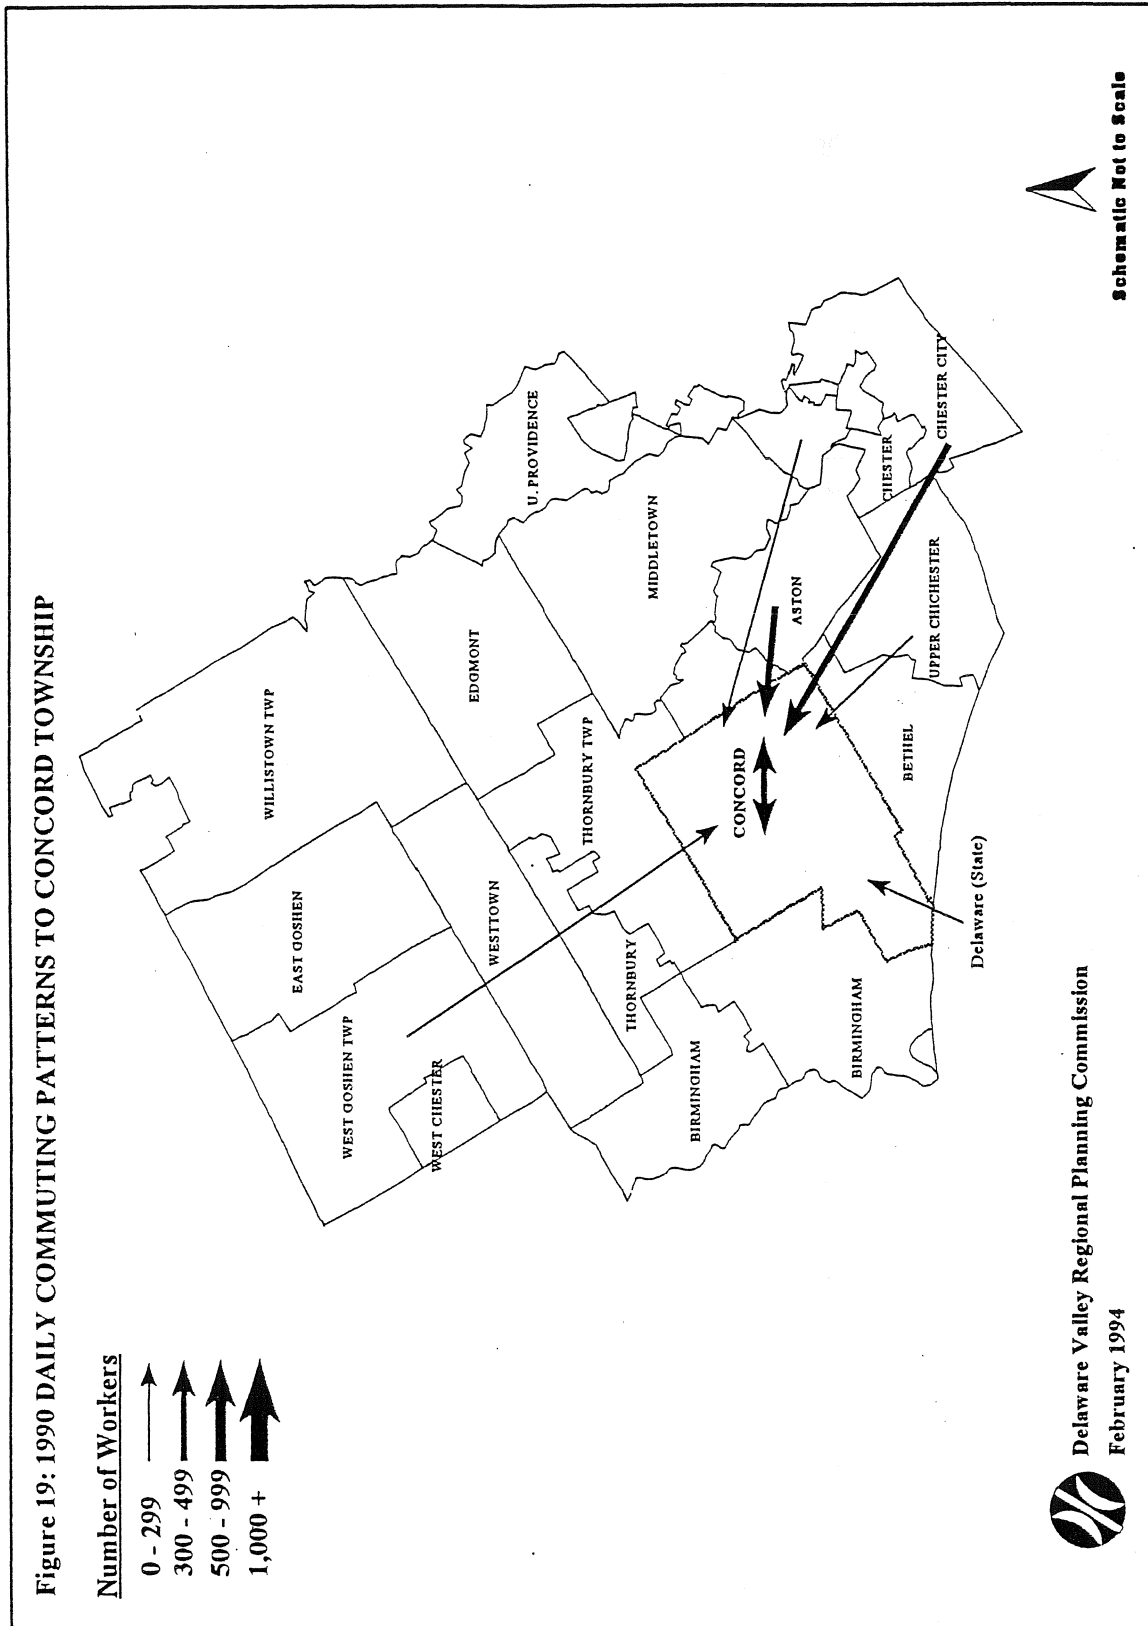 Figure 19: 1990 DAILY COMMUTING PATTERNS TO CONCORD TOWNSHIP
Number of Workers
0 - 299
300 - 499
500 - 999
1,000 +
WILLISTOWN TWP
EAST GOSHEN
WEST GOSHEN TWP
WEST CHESTER
WESTTOWN
EDGMONT
U. PROVIDENCE
THORNBURY TWP
THORNBURY
MIDDLETOWN
BIRMINGHAM
CONCORD
ASTON
BIRMINGHAM
BETHEL
CHESTER
UPPER CHICHESTER
CHESTER CITY
Delaware (State)
Delaware Valley Regional Planning Commission
February 1994
Schematic Not to Scale